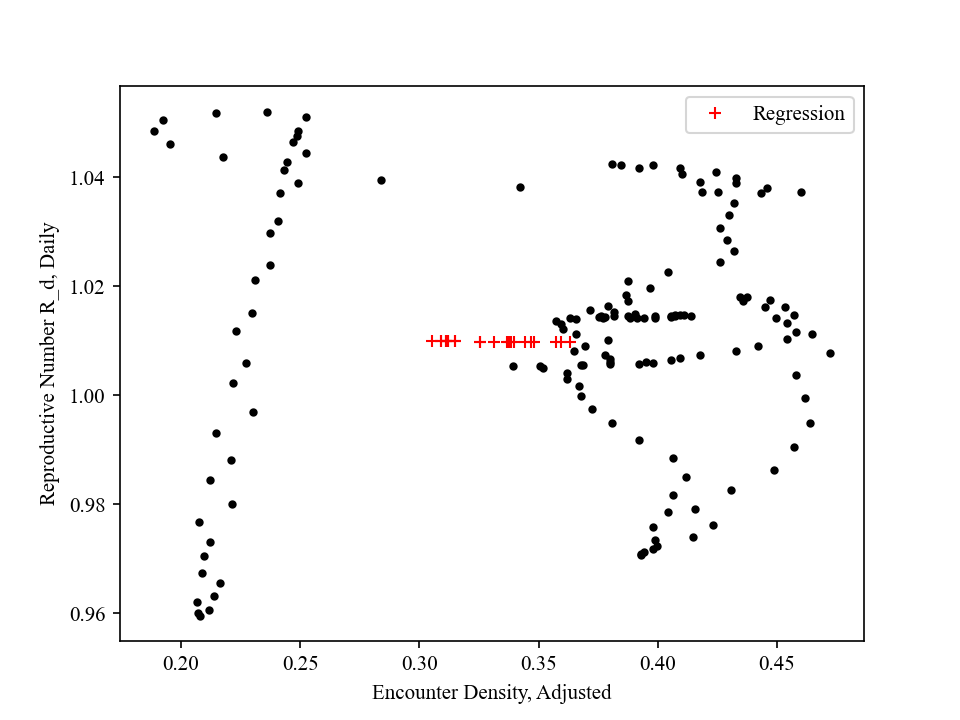 Regression
1.04
1.02
1.00
0.98
0.96
Reproductive Number R_d, Daily
0.20 0.25 0.30 0.35 0.40 0.45
Encounter Density, Adjusted